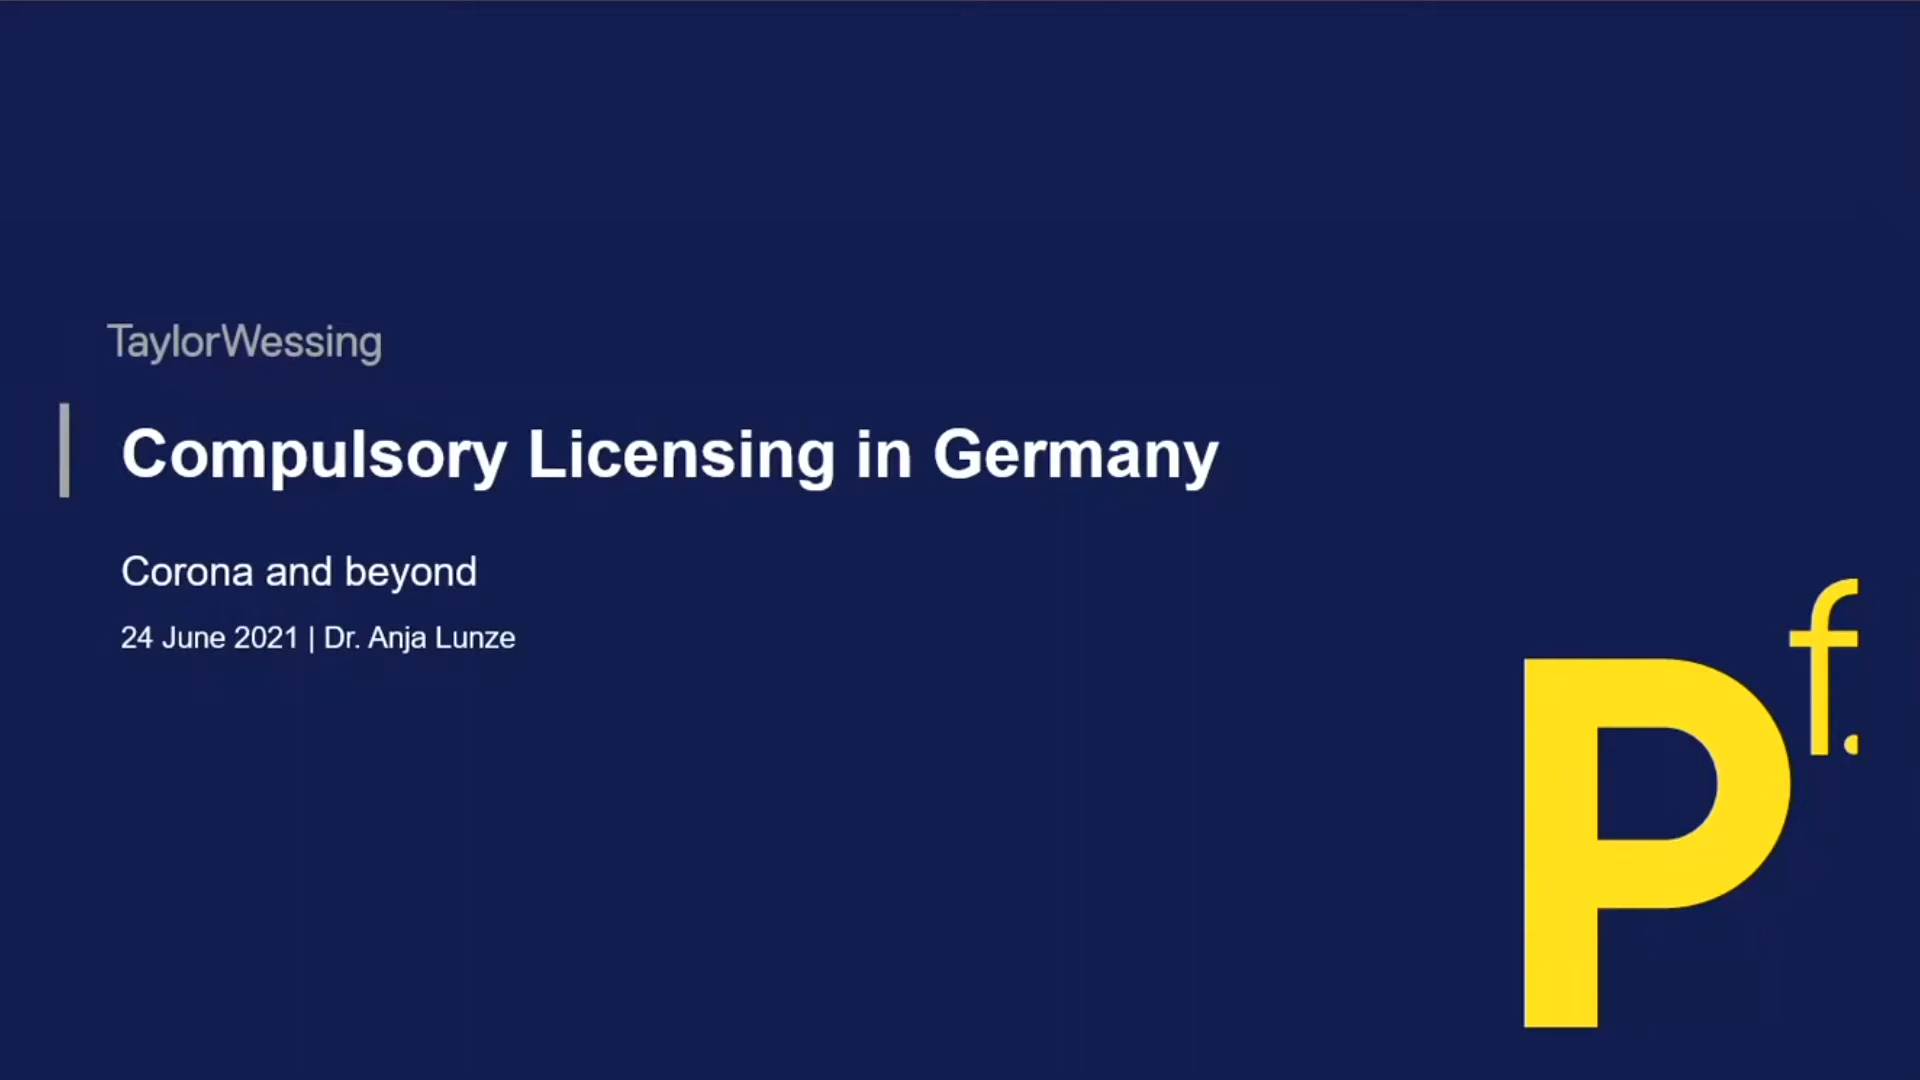 TaylorWessing
Compulsory Licensing in Germany
Corona and beyond
24 June 2021 | Dr. Anja Lunze
Pf.